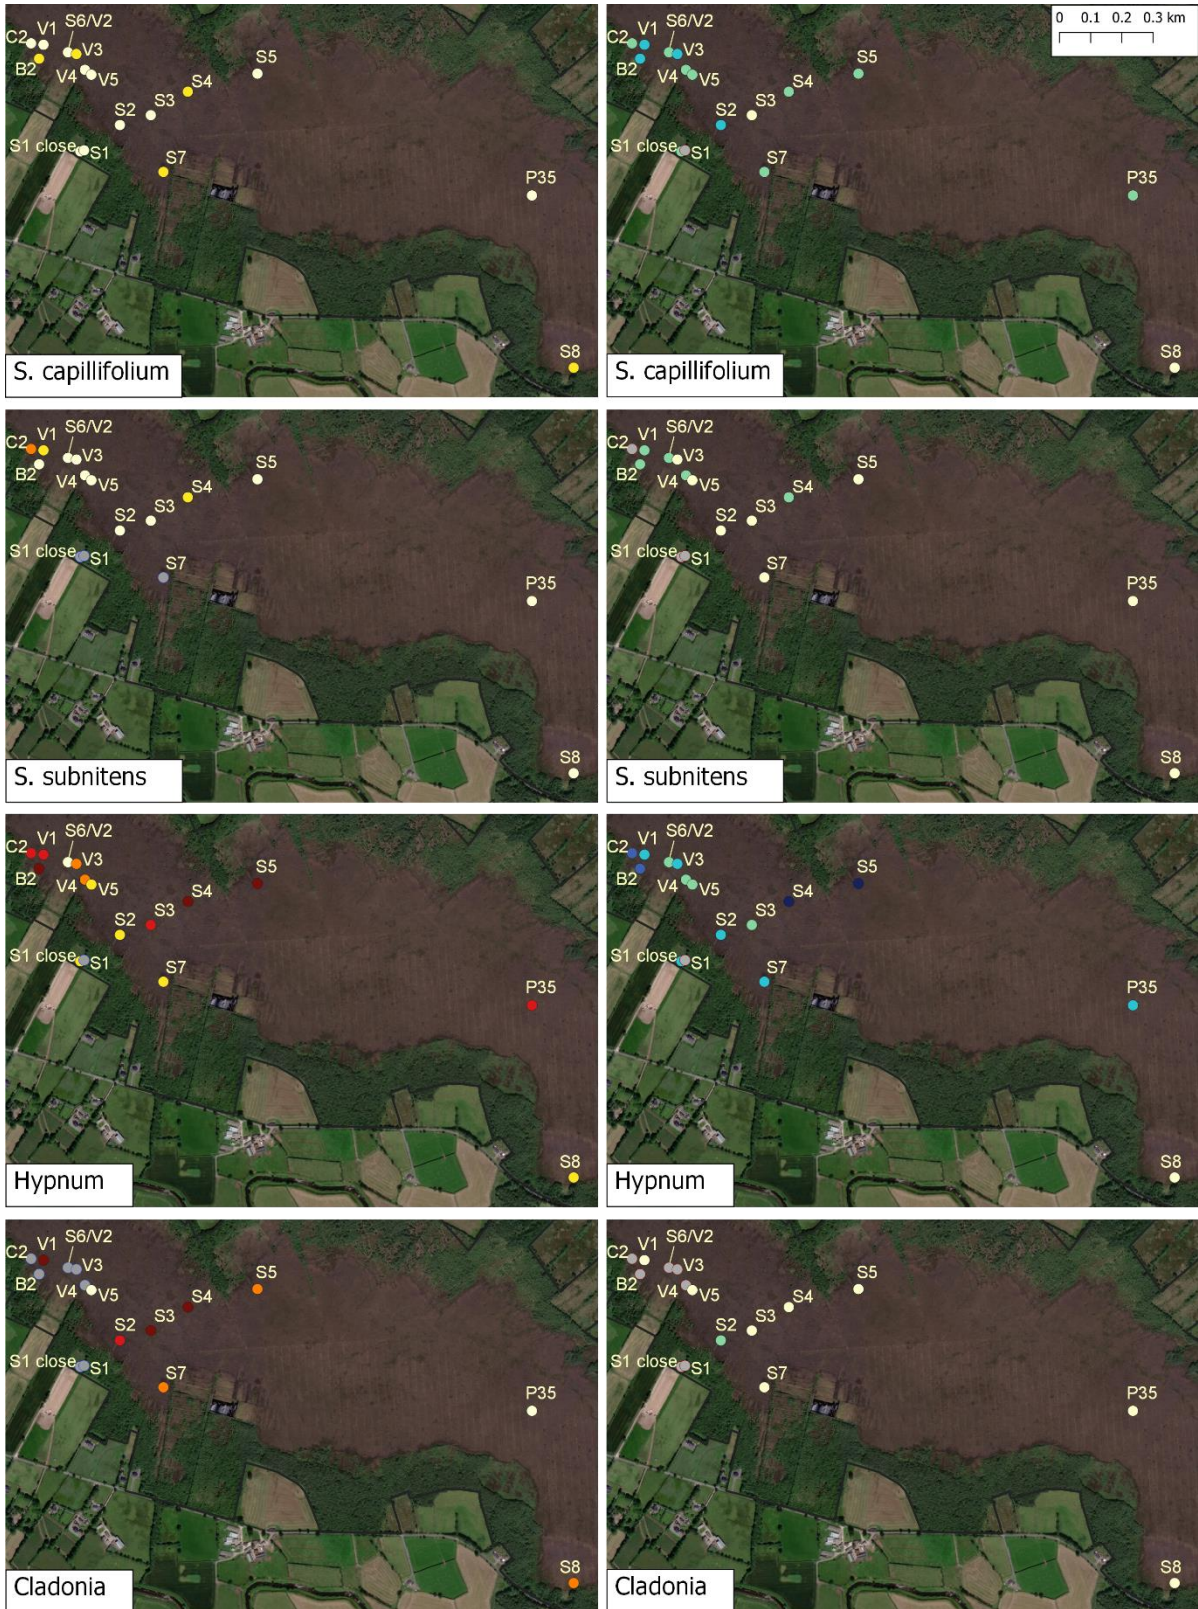 S6/V2
C2 V1
V3
B2
V4 V5
S5
S4
S3
S2
S1 close S1
S7
P35
S8
S. capillifolium
0 0.1 0.2 0.3 km
S6/V2
C2 V1
V3
B2
V4 V5
S5
S4
S3
S2
S1 close S1
S7
P35
S8
S. capillifolium
S6/V2
C2 V1
V3
B2
V4 V5
S5
S4
S3
S2
S1 close S1
S7
P35
S8
S. subnitens
S6/V2
C2 V1
V3
B2
V4 V5
S5
S4
S3
S2
S1 close S1
S7
P35
S8
S. subnitens
S6/V2
C2 V1
V3
B2
V4 V5
S5
S4
S3
S2
S1 close S1
S7
P35
S8
Hypnum
S6/V2
C2 V1
V3
B2
V4 V5
S5
S4
S3
S2
S1 close S1
S7
P35
S8
Hypnum
S6/V2
C2 V1
V3
B2
V4 V5
S5
S4
S3
S2
S1 close S1
S7
P35
S8
Cladonia
S6/V2
C2 V1
V3
B2
V4 V5
S5
S4
S3
S2
S1 close S1
S7
P35
S8
Cladonia